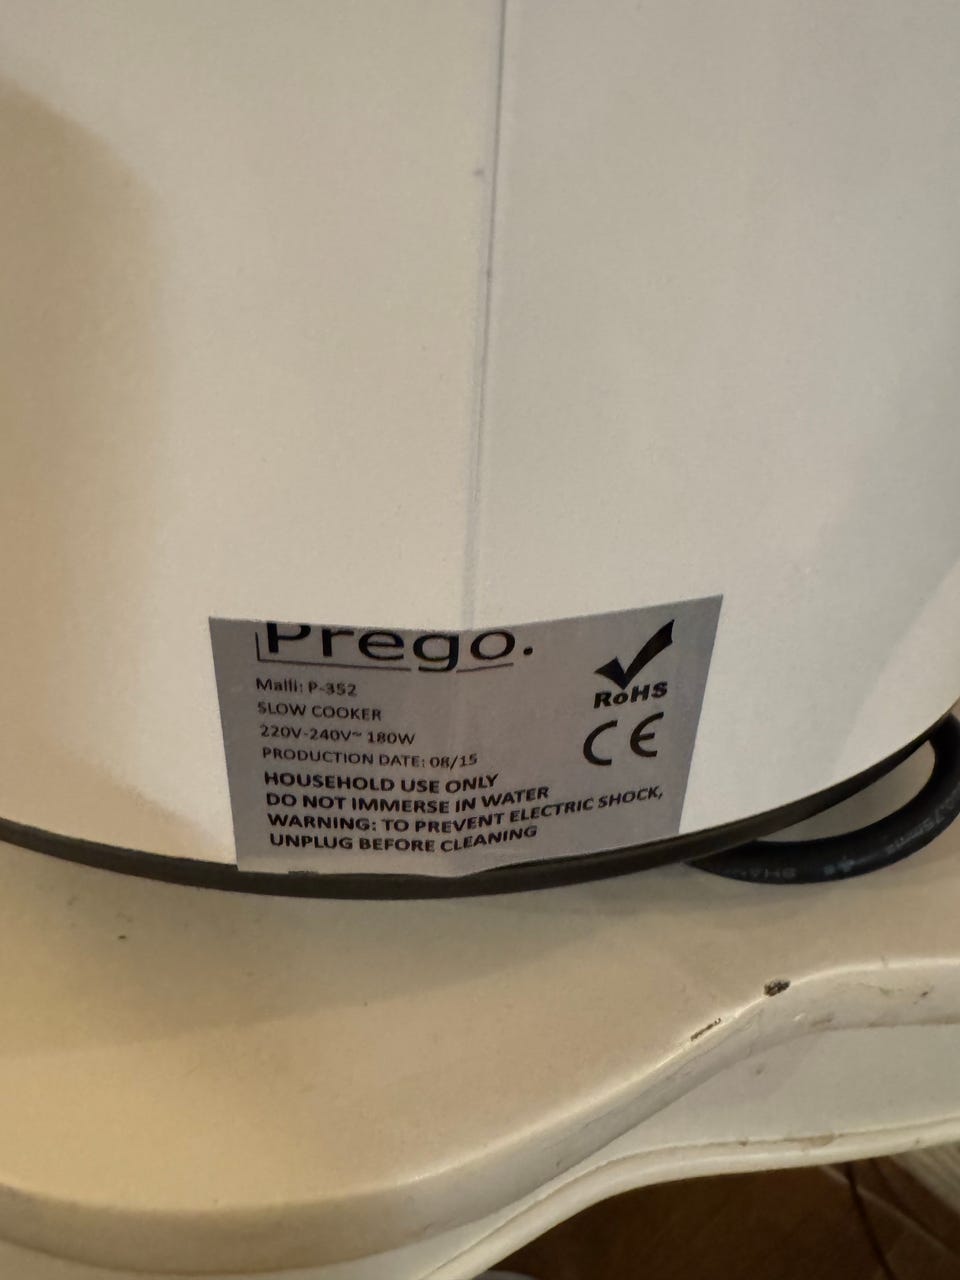 Prego.
Malli: P-352
SLOW COOKER
220V-240V~ 180W
PRODUCTION DATE: 08/15
HOUSEHOLD USE ONLY
DO NOT IMMERSE IN WATER
WARNING: TO PREVENT ELECTRIC SHOCK,
UNPLUG BEFORE CLEANING
RoHS
CE